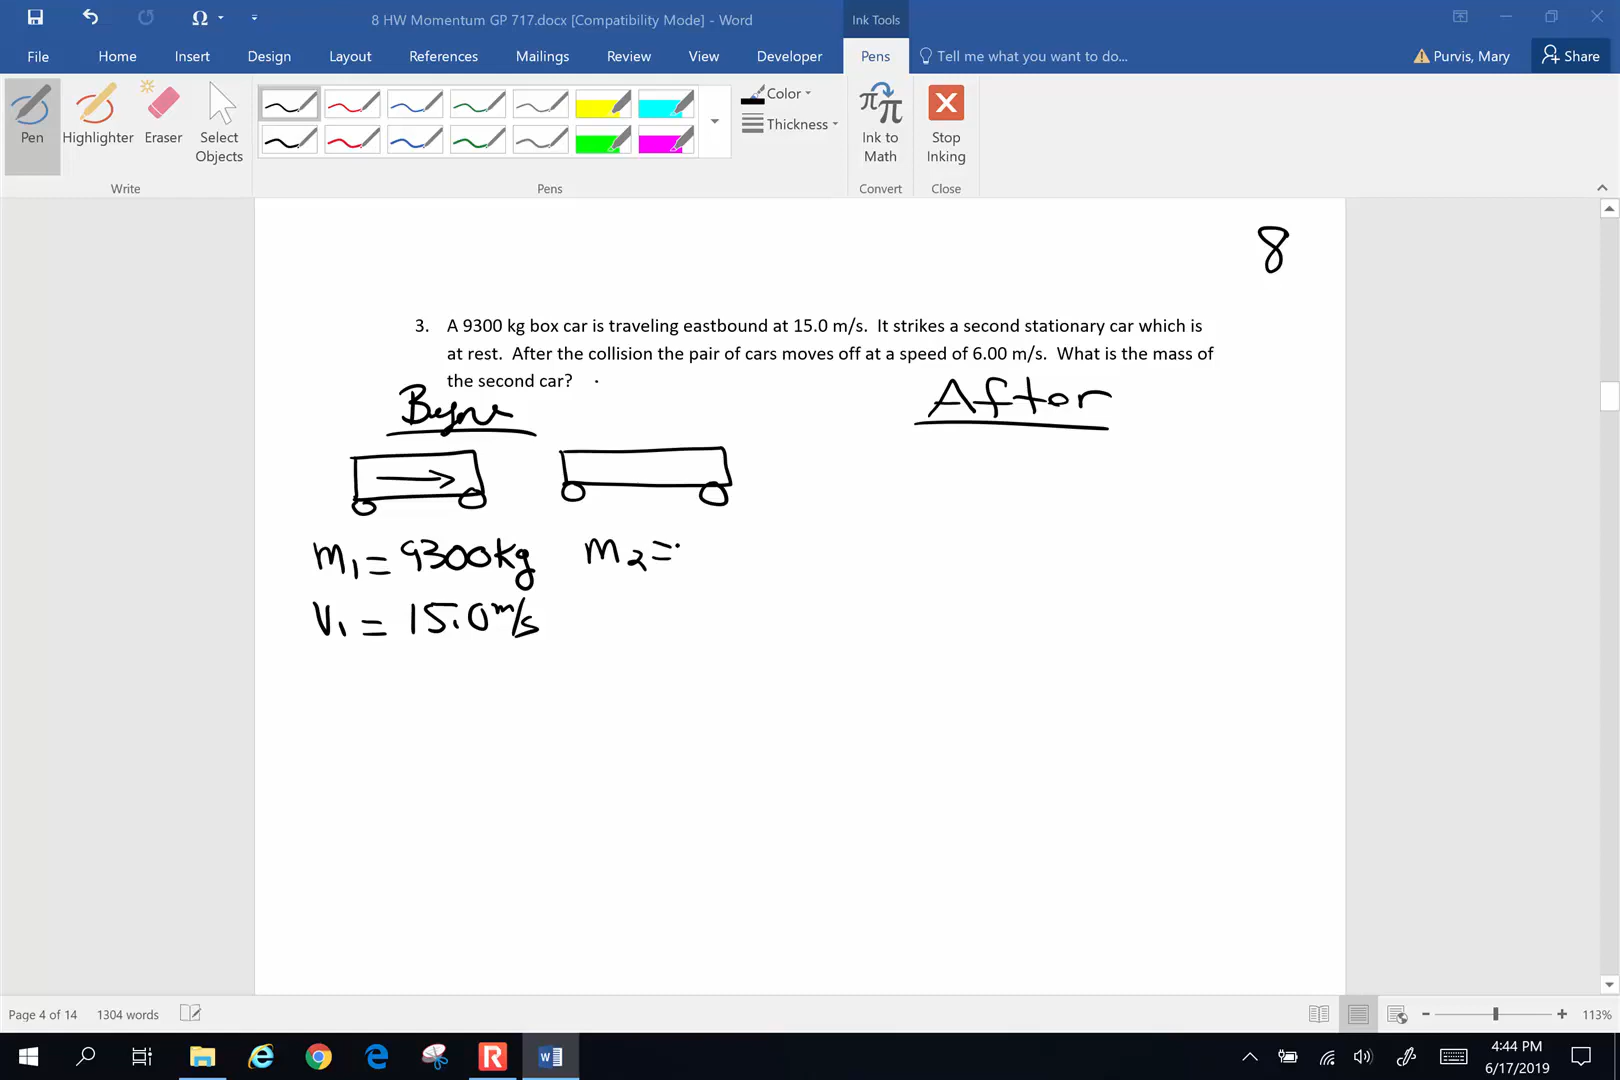 8 HW Momentum GP 717.docx [Compatibility Mode] - Word
Ink Tools
File Home Insert Design Layout References Mailings Review View Developer Pens Tell me what you want to do... Purvis, Mary Share
Pen Highlighter Eraser Select Objects
Color
Thickness
Ink to Math
Stop Inking
Write Pens Convert Close
8
3. A 9300 kg box car is traveling eastbound at 15.0 m/s. It strikes a second stationary car which is
at rest. After the collision the pair of cars moves off at a speed of 6.00 m/s. What is the mass of
the second car?
Before After
m₁ = 9300kg m₂ =
v₁ = 15.0 m/s
Page 4 of 14 1304 words 113%
4:44 PM
6/17/2019